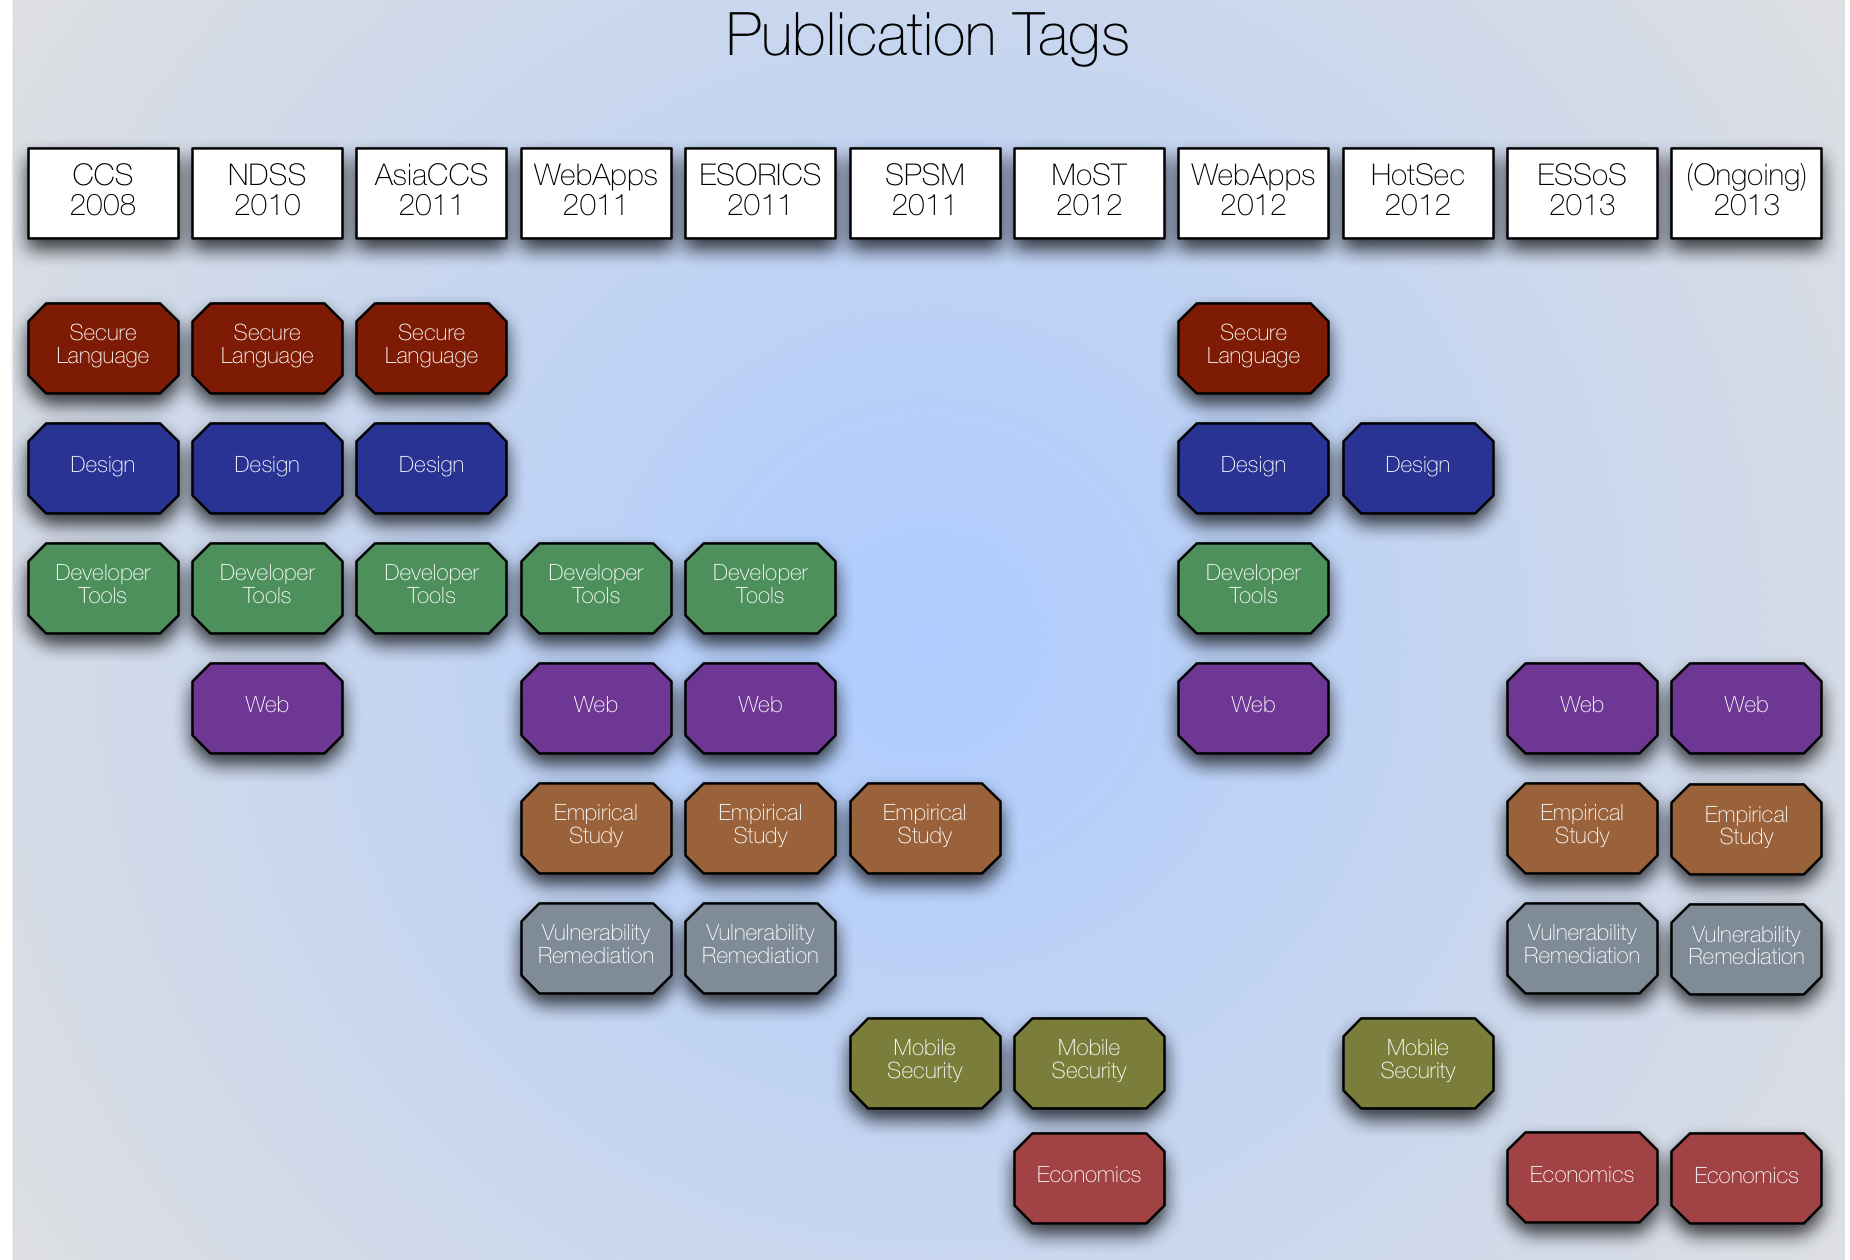 Publication Tags
CCS
2008
NDSS
2010
AsiaCCS
2011
WebApps
2011
ESORICS
2011
SPSM
2011
MoST
2012
WebApps
2012
HotSec
2012
ESSoS
2013
(Ongoing)
2013
Secure
Language
Secure
Language
Secure
Language
Secure
Language
Design
Design
Design
Design
Design
Developer
Tools
Developer
Tools
Developer
Tools
Developer
Tools
Developer
Tools
Developer
Tools
Web
Web
Web
Web
Web
Web
Empirical
Study
Empirical
Study
Empirical
Study
Empirical
Study
Empirical
Study
Vulnerability
Remediation
Vulnerability
Remediation
Vulnerability
Remediation
Vulnerability
Remediation
Mobile
Security
Mobile
Security
Mobile
Security
Economics
Economics
Economics